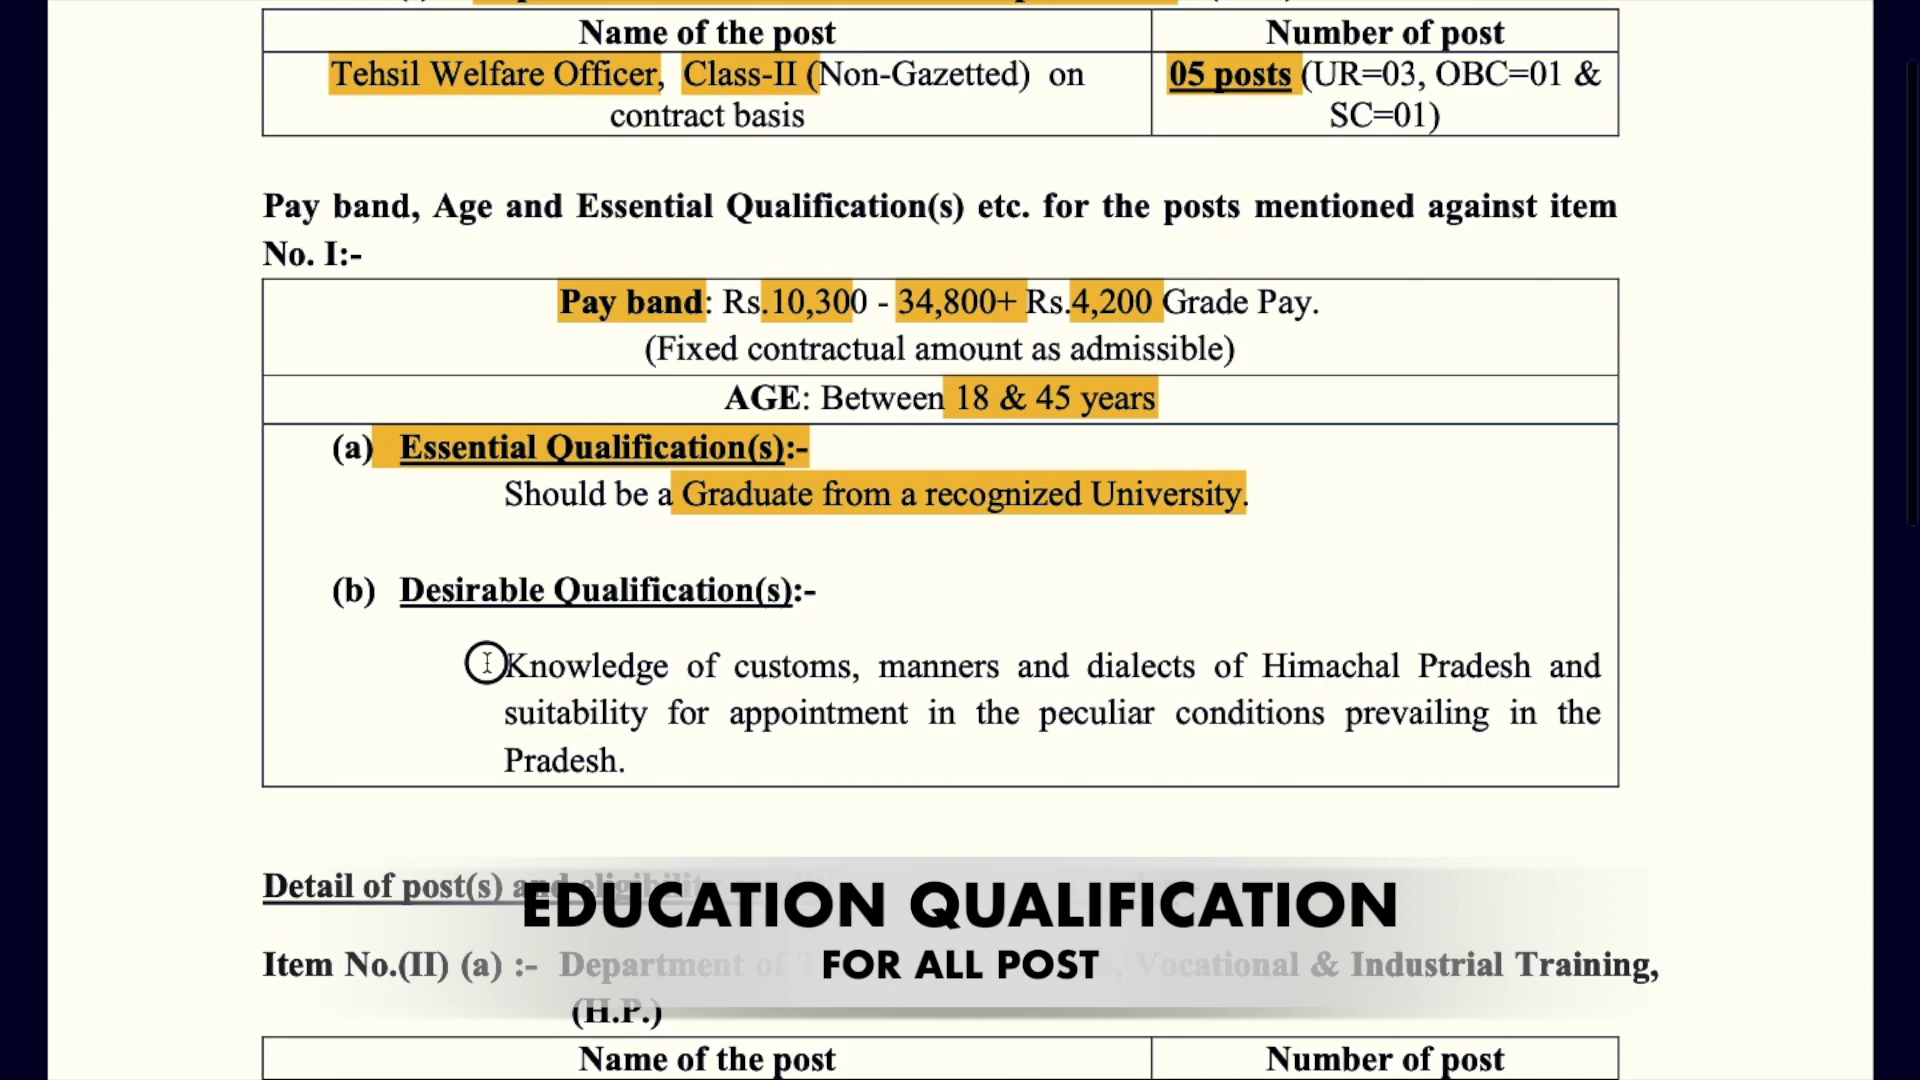 Name of the post
Number of post
Tehsil Welfare Officer, Class-II (Non-Gazetted) on
contract basis
05 posts (UR=03, OBC=01 &
SC=01)
Pay band, Age and Essential Qualification(s) etc. for the posts mentioned against item
No. I:-
Pay band: Rs.10,300 - 34,800+ Rs.4,200 Grade Pay.
(Fixed contractual amount as admissible)
AGE: Between 18 & 45 years
(a) Essential Qualification(s):-
Should be a Graduate from a recognized University.
(b) Desirable Qualification(s):-
Knowledge of customs, manners and dialects of Himachal Pradesh and
suitability for appointment in the peculiar conditions prevailing in the
Pradesh.
Detail of post(s) and eligibility
EDUCATION QUALIFICATION
FOR ALL POST
Item No.(II) (a) :- Department of Vocational & Industrial Training,
(H.P.)
Name of the post
Number of post